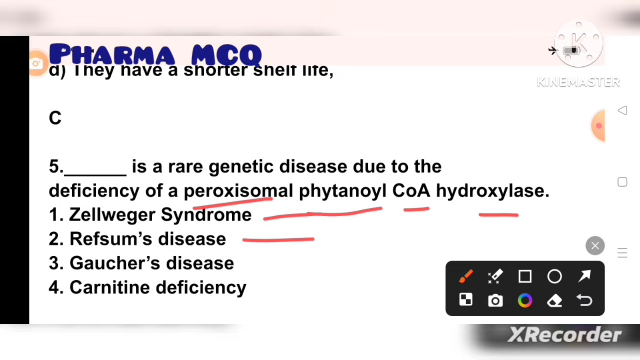 PHARMA MCQ
d) They have a shorter shelf life,
KINEMASTER
C
5.______ is a rare genetic disease due to the
deficiency of a peroxisomal phytanoyl CoA hydroxylase.
1. Zellweger Syndrome
2. Refsum’s disease
3. Gaucher’s disease
4. Carnitine deficiency
XRecorder